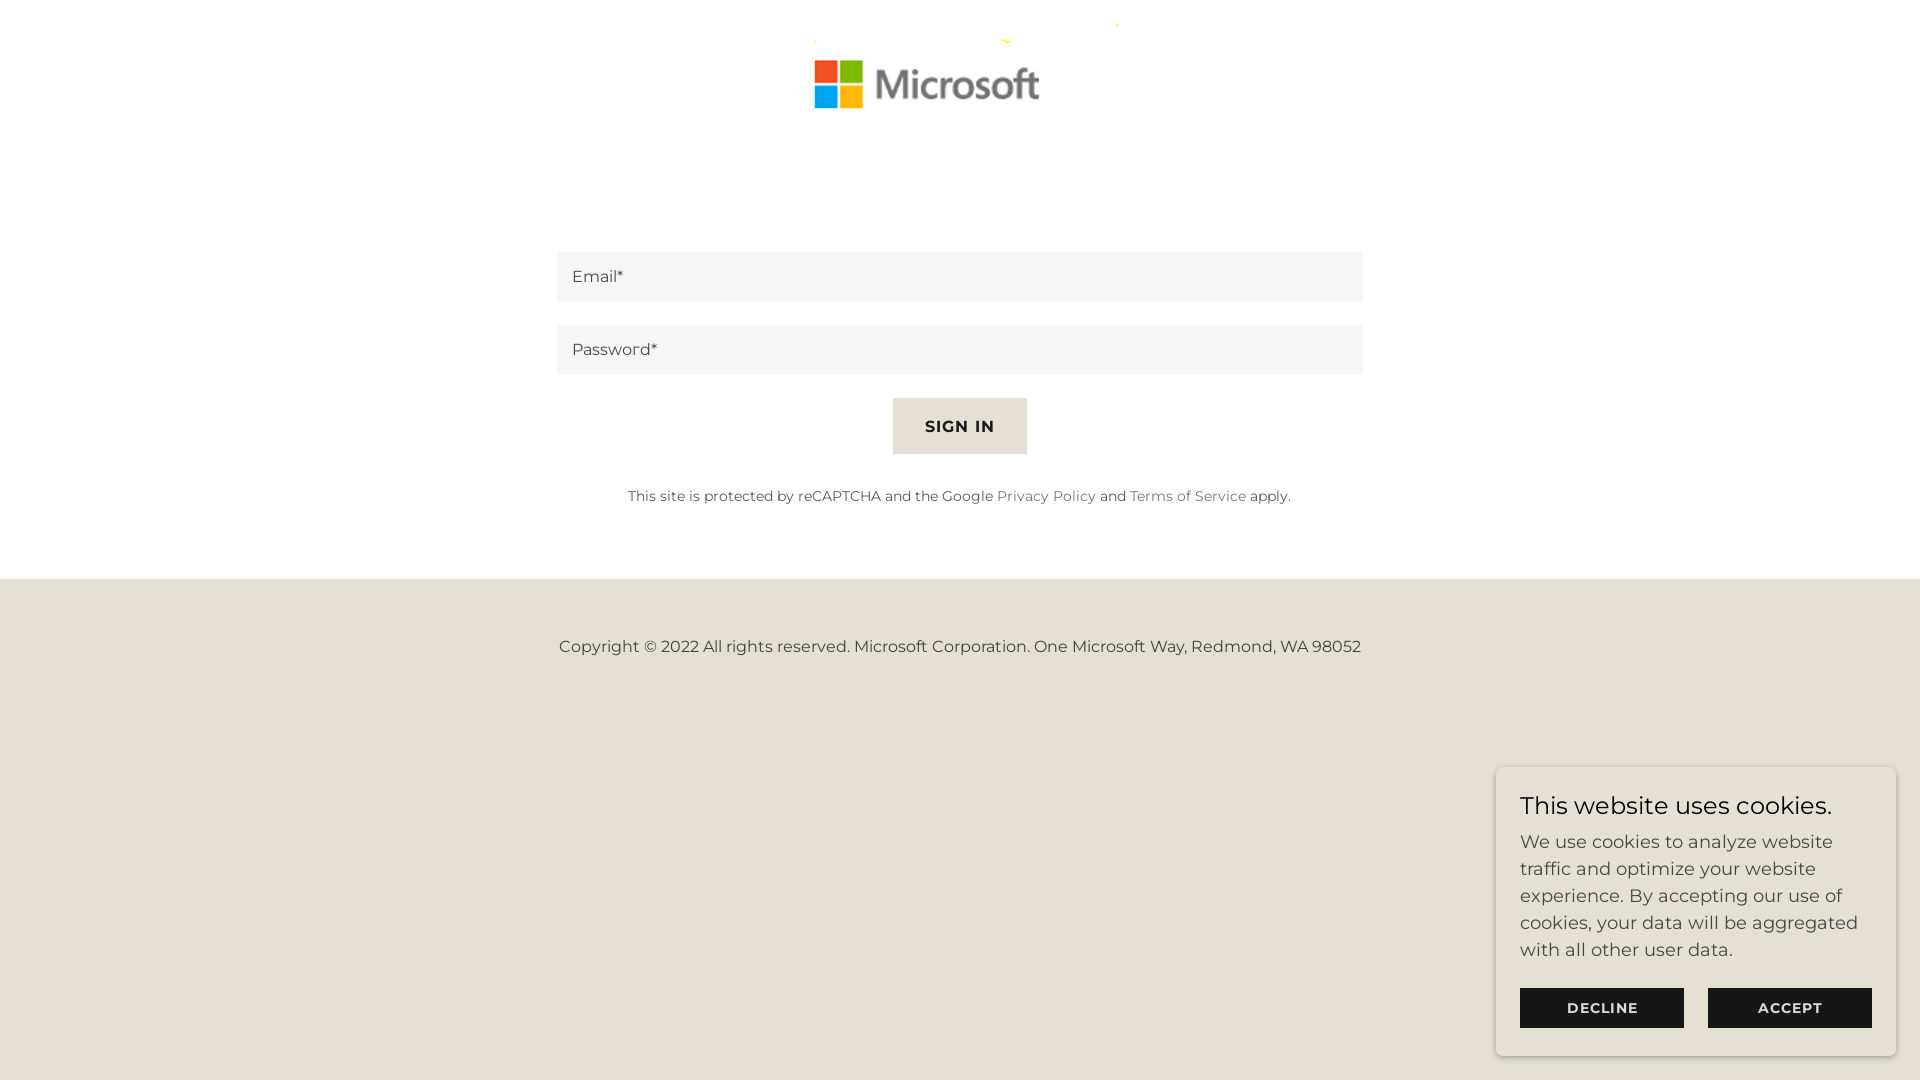 Microsoft
Email*
Password*
SIGN IN
This site is protected by reCAPTCHA and the Google Privacy Policy and Terms of Service apply.
Copyright © 2022 All rights reserved. Microsoft Corporation. One Microsoft Way, Redmond, WA 98052
This website uses cookies.
We use cookies to analyze website
traffic and optimize your website
experience. By accepting our use of
cookies, your data will be aggregated
with all other user data.
DECLINE
ACCEPT